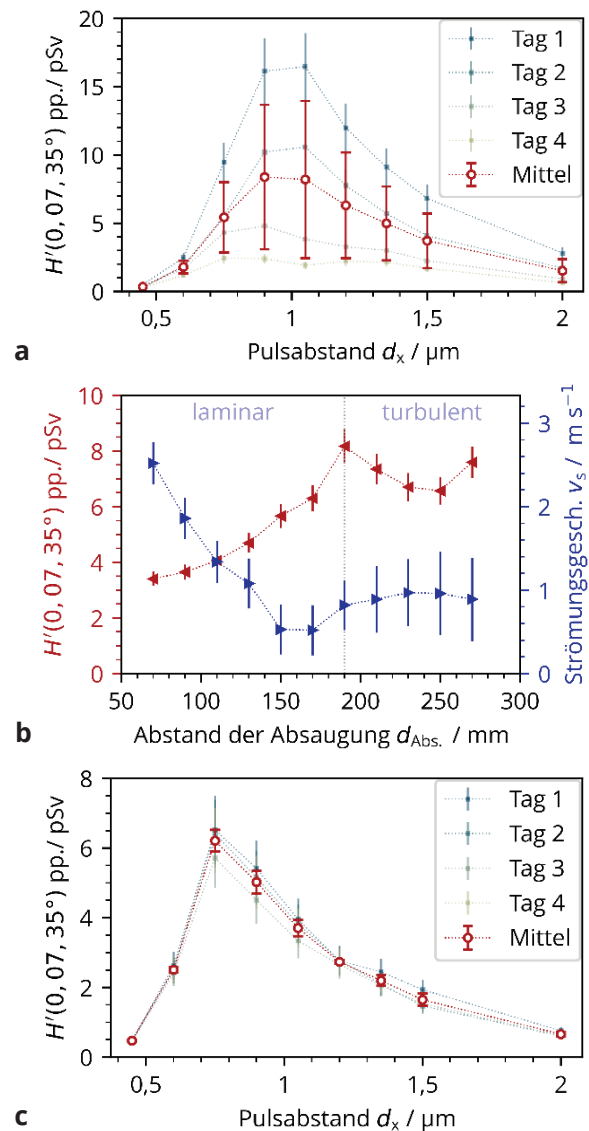 20
15
10
5
0
H′(0, 07, 35°) pp./ pSv
Tag 1
Tag 2
Tag 3
Tag 4
Mittel
0,5 1 1,5 2
Pulsabstand dx / µm
a
10
8
6
4
2
0
H′(0, 07, 35°) pp./ pSv
laminar turbulent
3
2
1
0
Strömungsgesch. vs / m s⁻¹
50 100 150 200 250 300
Abstand der Absaugung dAbs. / mm
b
8
6
4
2
0
H′(0, 07, 35°) pp./ pSv
Tag 1
Tag 2
Tag 3
Tag 4
Mittel
0,5 1 1,5 2
Pulsabstand dx / µm
c